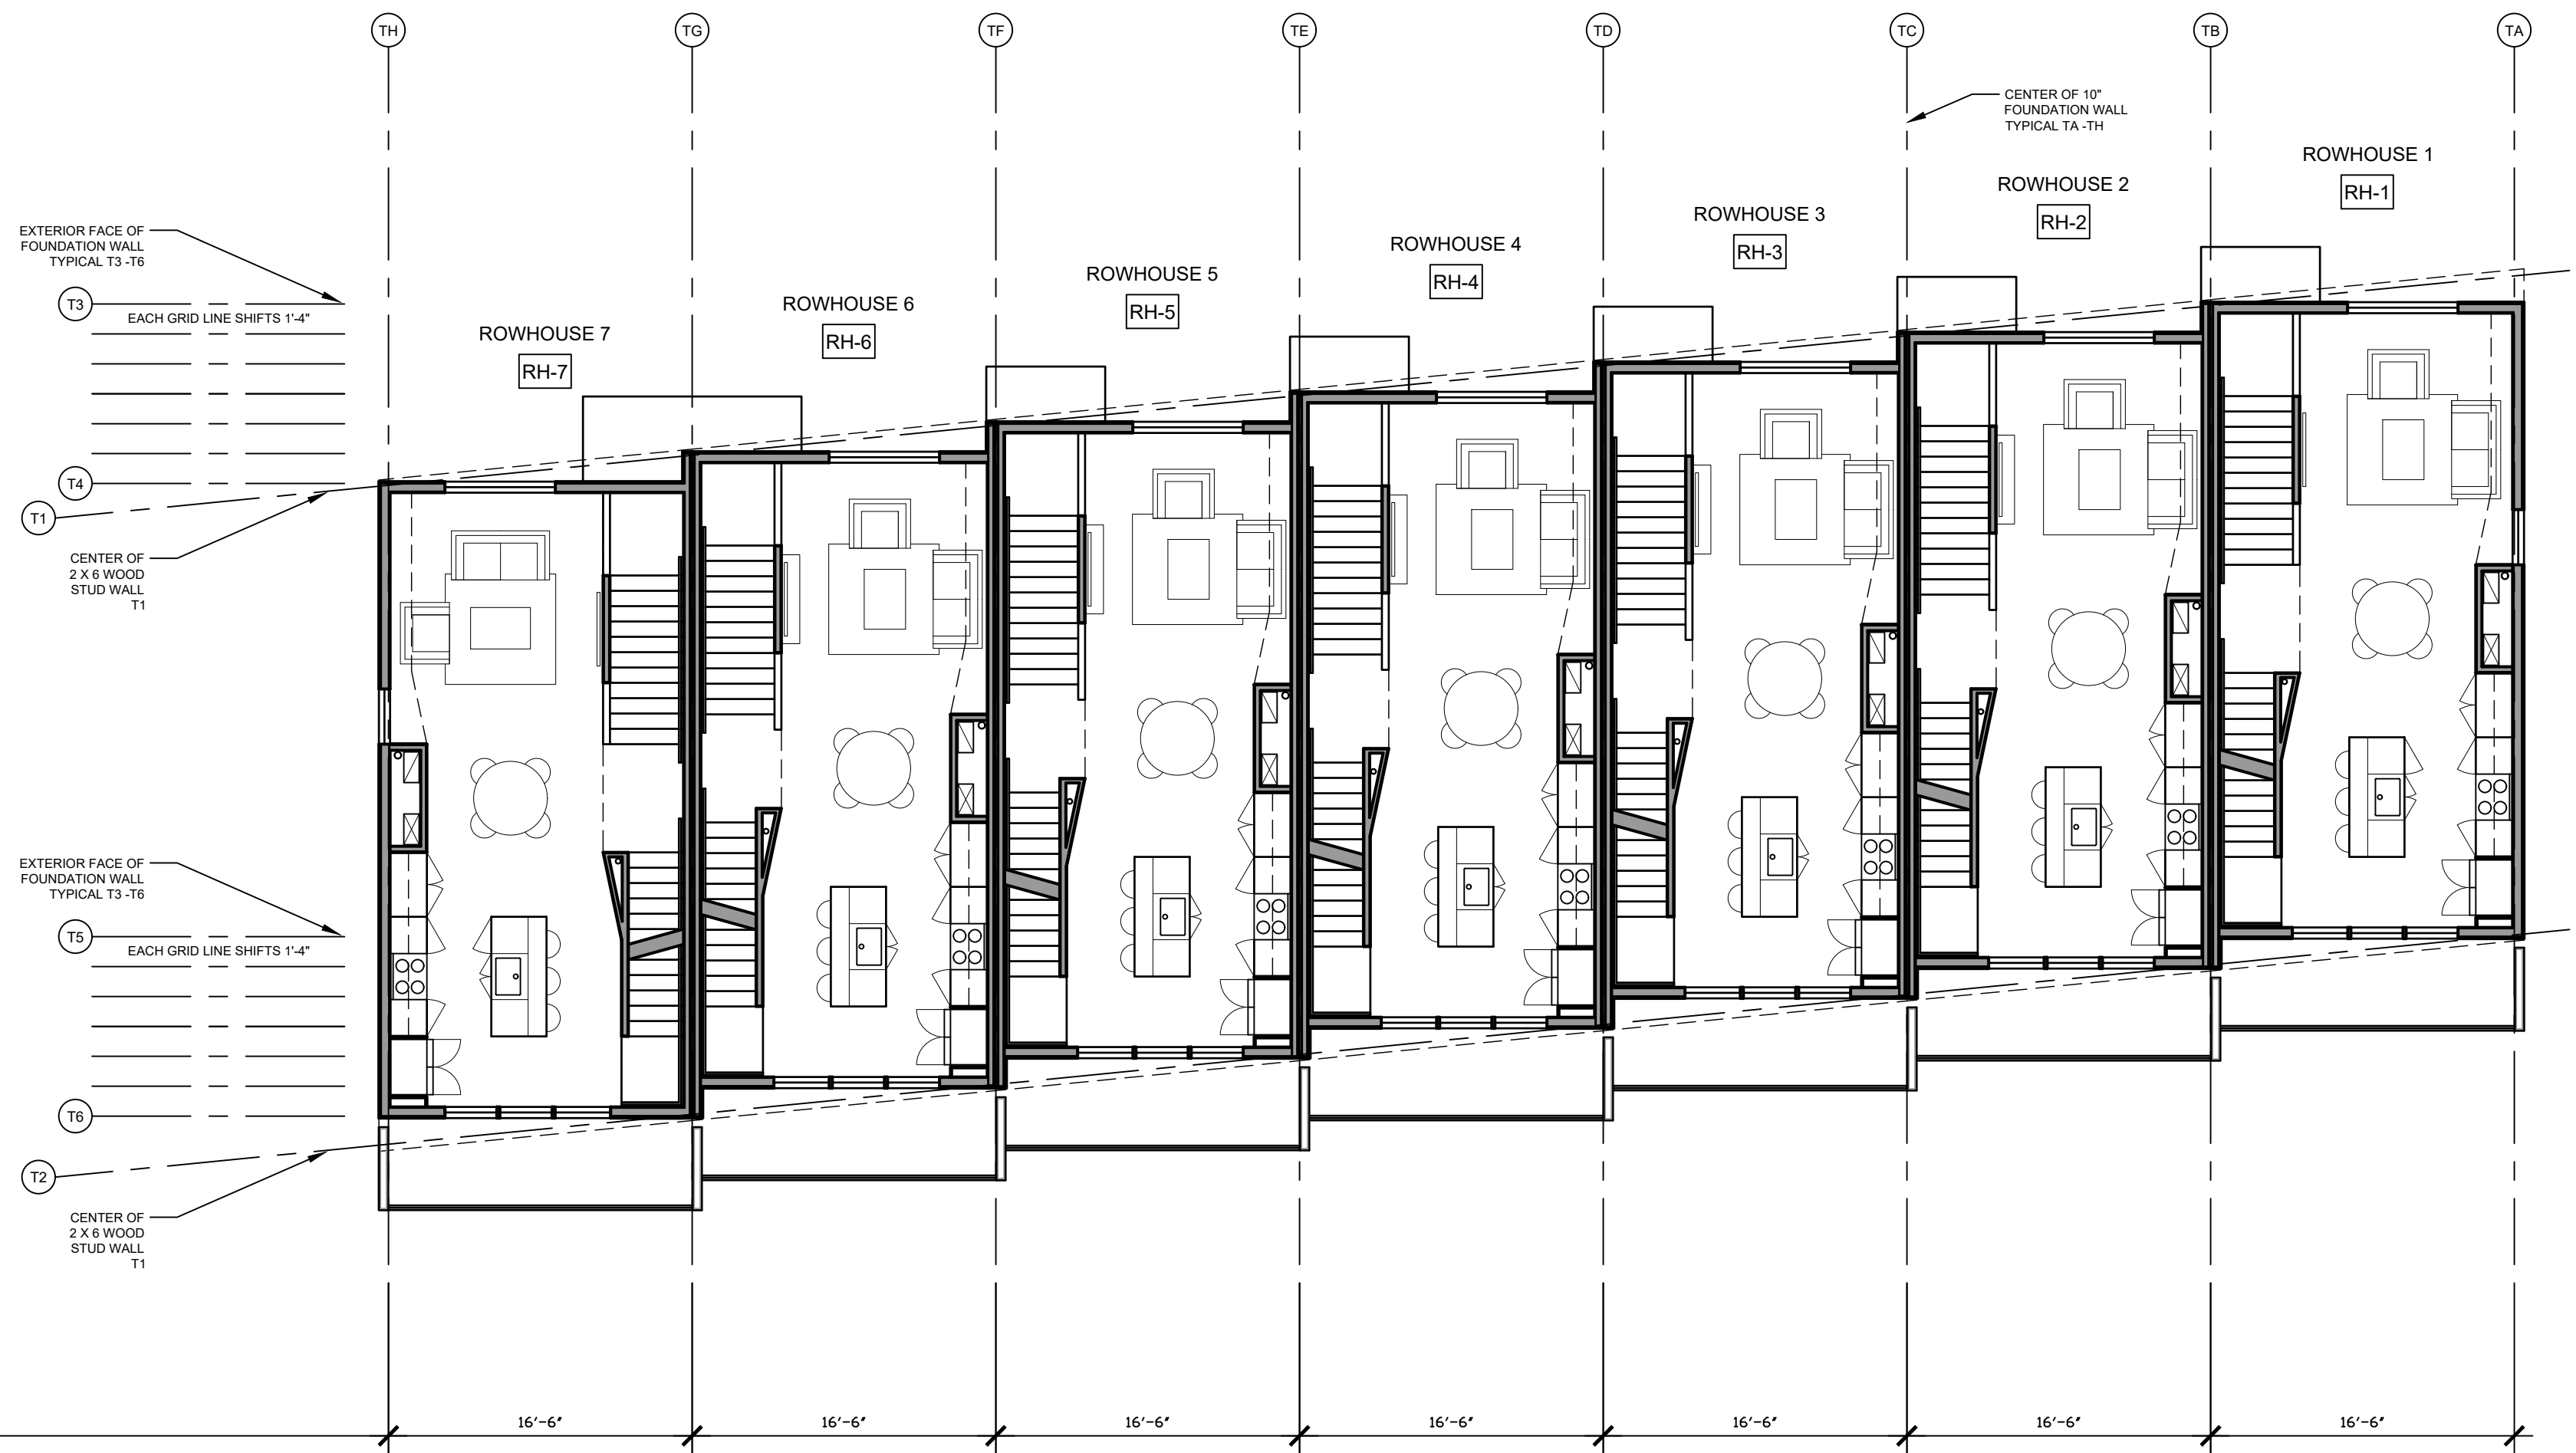 TH
TG
TF
TE
TD
TC
TB
TA
CENTER OF 10"
FOUNDATION WALL
TYPICAL TA -TH
ROWHOUSE 1
RH-1
ROWHOUSE 2
RH-2
ROWHOUSE 3
RH-3
ROWHOUSE 4
RH-4
ROWHOUSE 5
RH-5
ROWHOUSE 6
RH-6
ROWHOUSE 7
RH-7
EXTERIOR FACE OF
FOUNDATION WALL
TYPICAL T3 -T6
T3
EACH GRID LINE SHIFTS 1'-4"
T4
T1
CENTER OF
2 X 6 WOOD
STUD WALL
T1
EXTERIOR FACE OF
FOUNDATION WALL
TYPICAL T3 -T6
T5
EACH GRID LINE SHIFTS 1'-4"
T6
T2
CENTER OF
2 X 6 WOOD
STUD WALL
T1
16'-6"
16'-6"
16'-6"
16'-6"
16'-6"
16'-6"
16'-6"